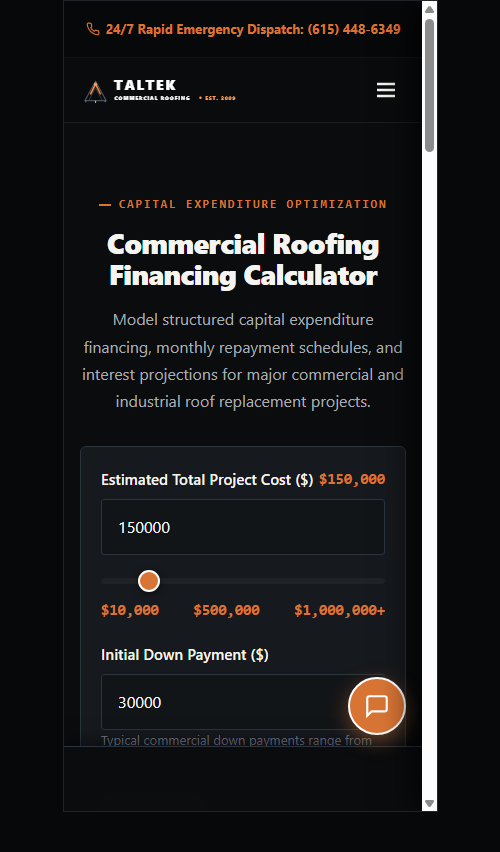 24/7 Rapid Emergency Dispatch: (615) 448-6349
TALTEK
COMMERCIAL ROOFING • EST. 2009
— CAPITAL EXPENDITURE OPTIMIZATION
Commercial Roofing
Financing Calculator
Model structured capital expenditure
financing, monthly repayment schedules, and
interest projections for major commercial and
industrial roof replacement projects.
Estimated Total Project Cost ($) $150,000
150000
$10,000 $500,000 $1,000,000+
Initial Down Payment ($)
30000
Typical commercial down payments range from